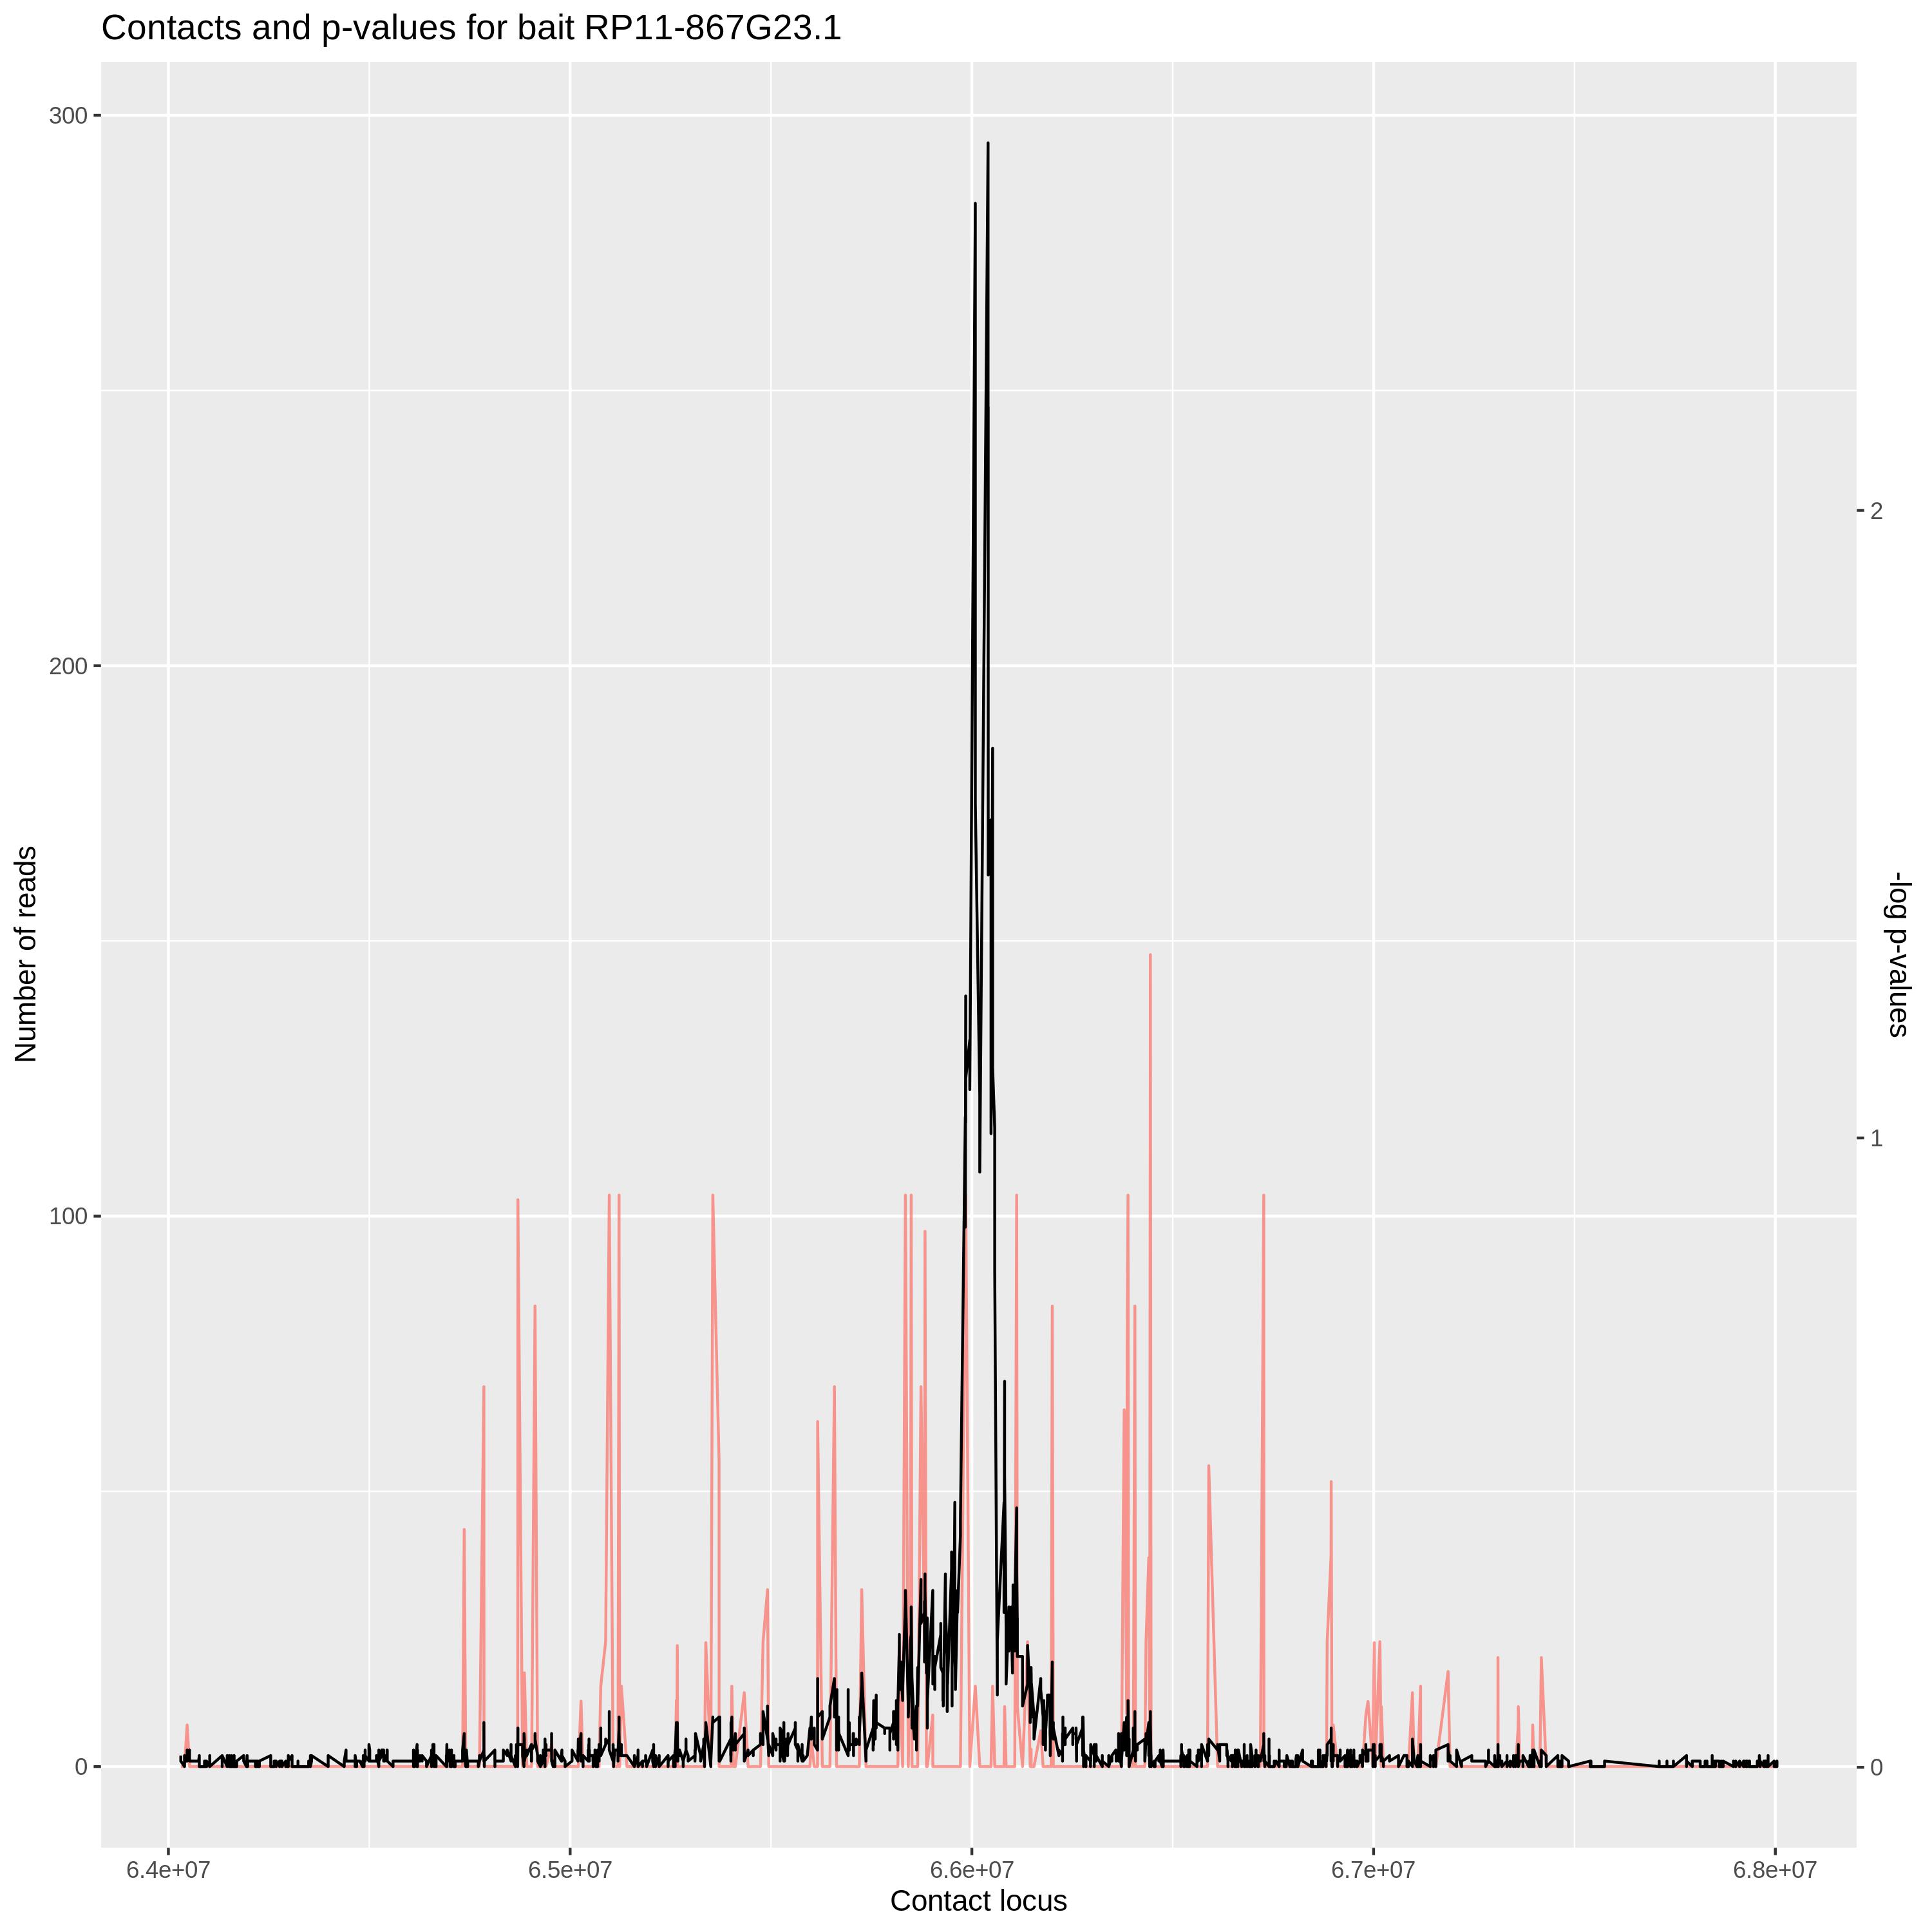 Contacts and p-values for bait RP11-867G23.1
300
200
100
0
Number of reads
2
1
0
-log p-values
6.4e+07
6.5e+07
6.6e+07
6.7e+07
6.8e+07
Contact locus